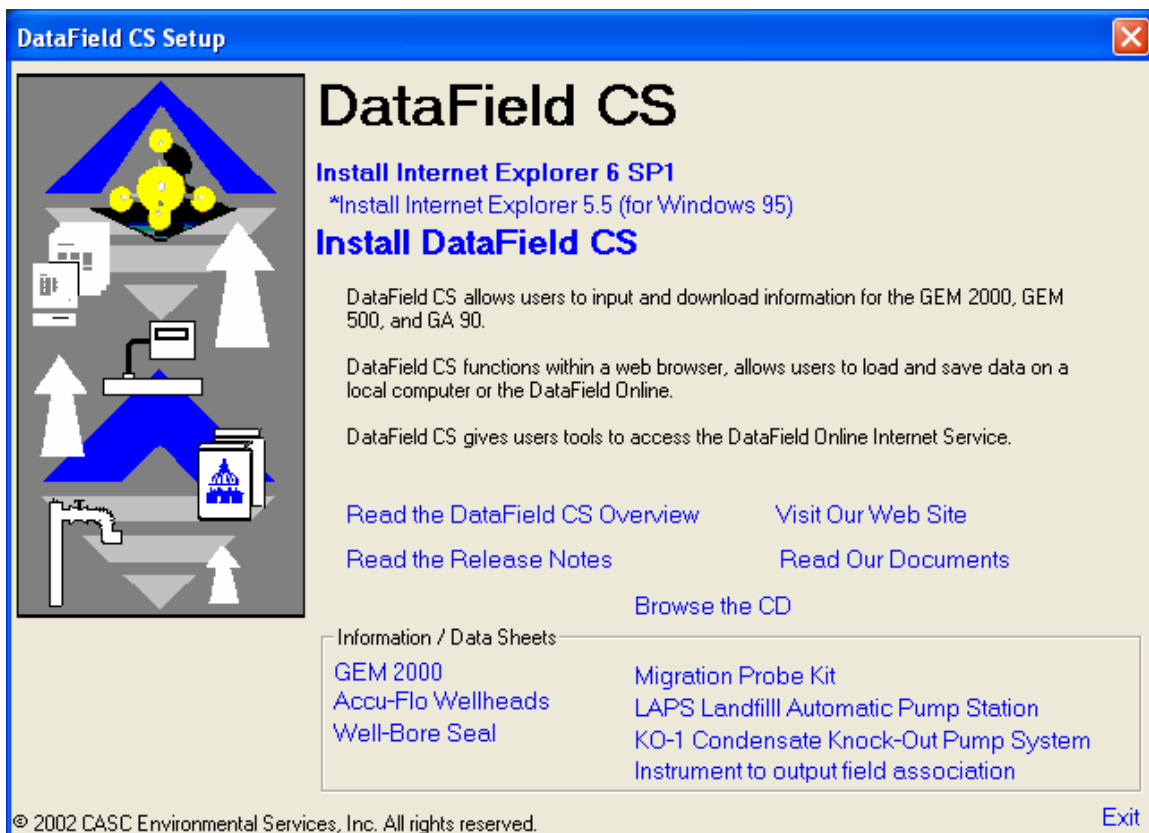 DataField CS Setup
DataField CS
Install Internet Explorer 6 SP1
*Install Internet Explorer 5.5 (for Windows 95)
Install DataField CS
DataField CS allows users to input and download information for the GEM 2000, GEM
500, and GA 90.
DataField CS functions within a web browser, allows users to load and save data on a
local computer or the DataField Online.
DataField CS gives users tools to access the DataField Online Internet Service.
Read the DataField CS Overview
Visit Our Web Site
Read the Release Notes
Read Our Documents
Browse the CD
Information / Data Sheets
GEM 2000
Accu-Flo Wellheads
Well-Bore Seal
Migration Probe Kit
LAPS Landfilll Automatic Pump Station
KO-1 Condensate Knock-Out Pump System
Instrument to output field association
© 2002 CASC Environmental Services, Inc. All rights reserved.
Exit